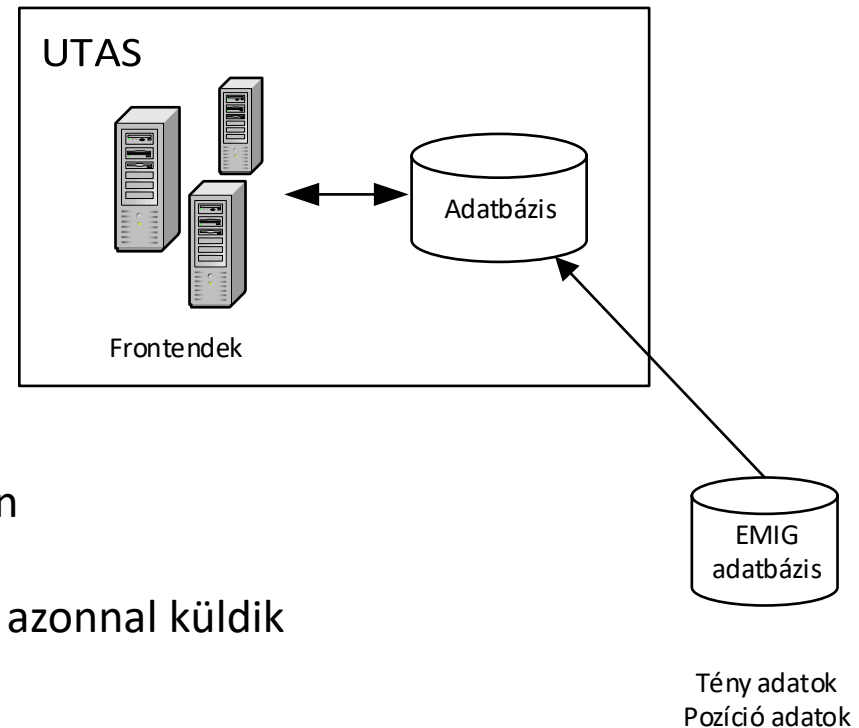 UTAS
Adatbázis
Frontendek
azonnal küldik
EMIG
adatbázis
Tény adatok
Pozíció adatok